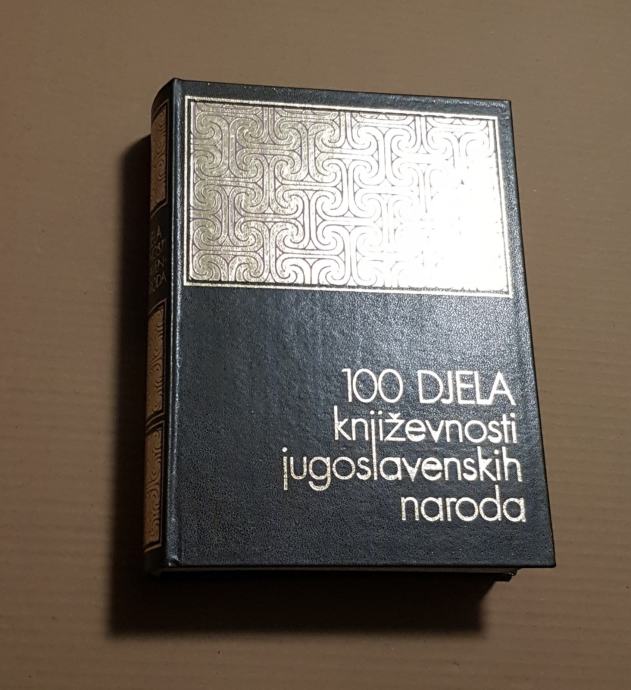 100 DJELA
književnosti
jugoslavenskih
naroda